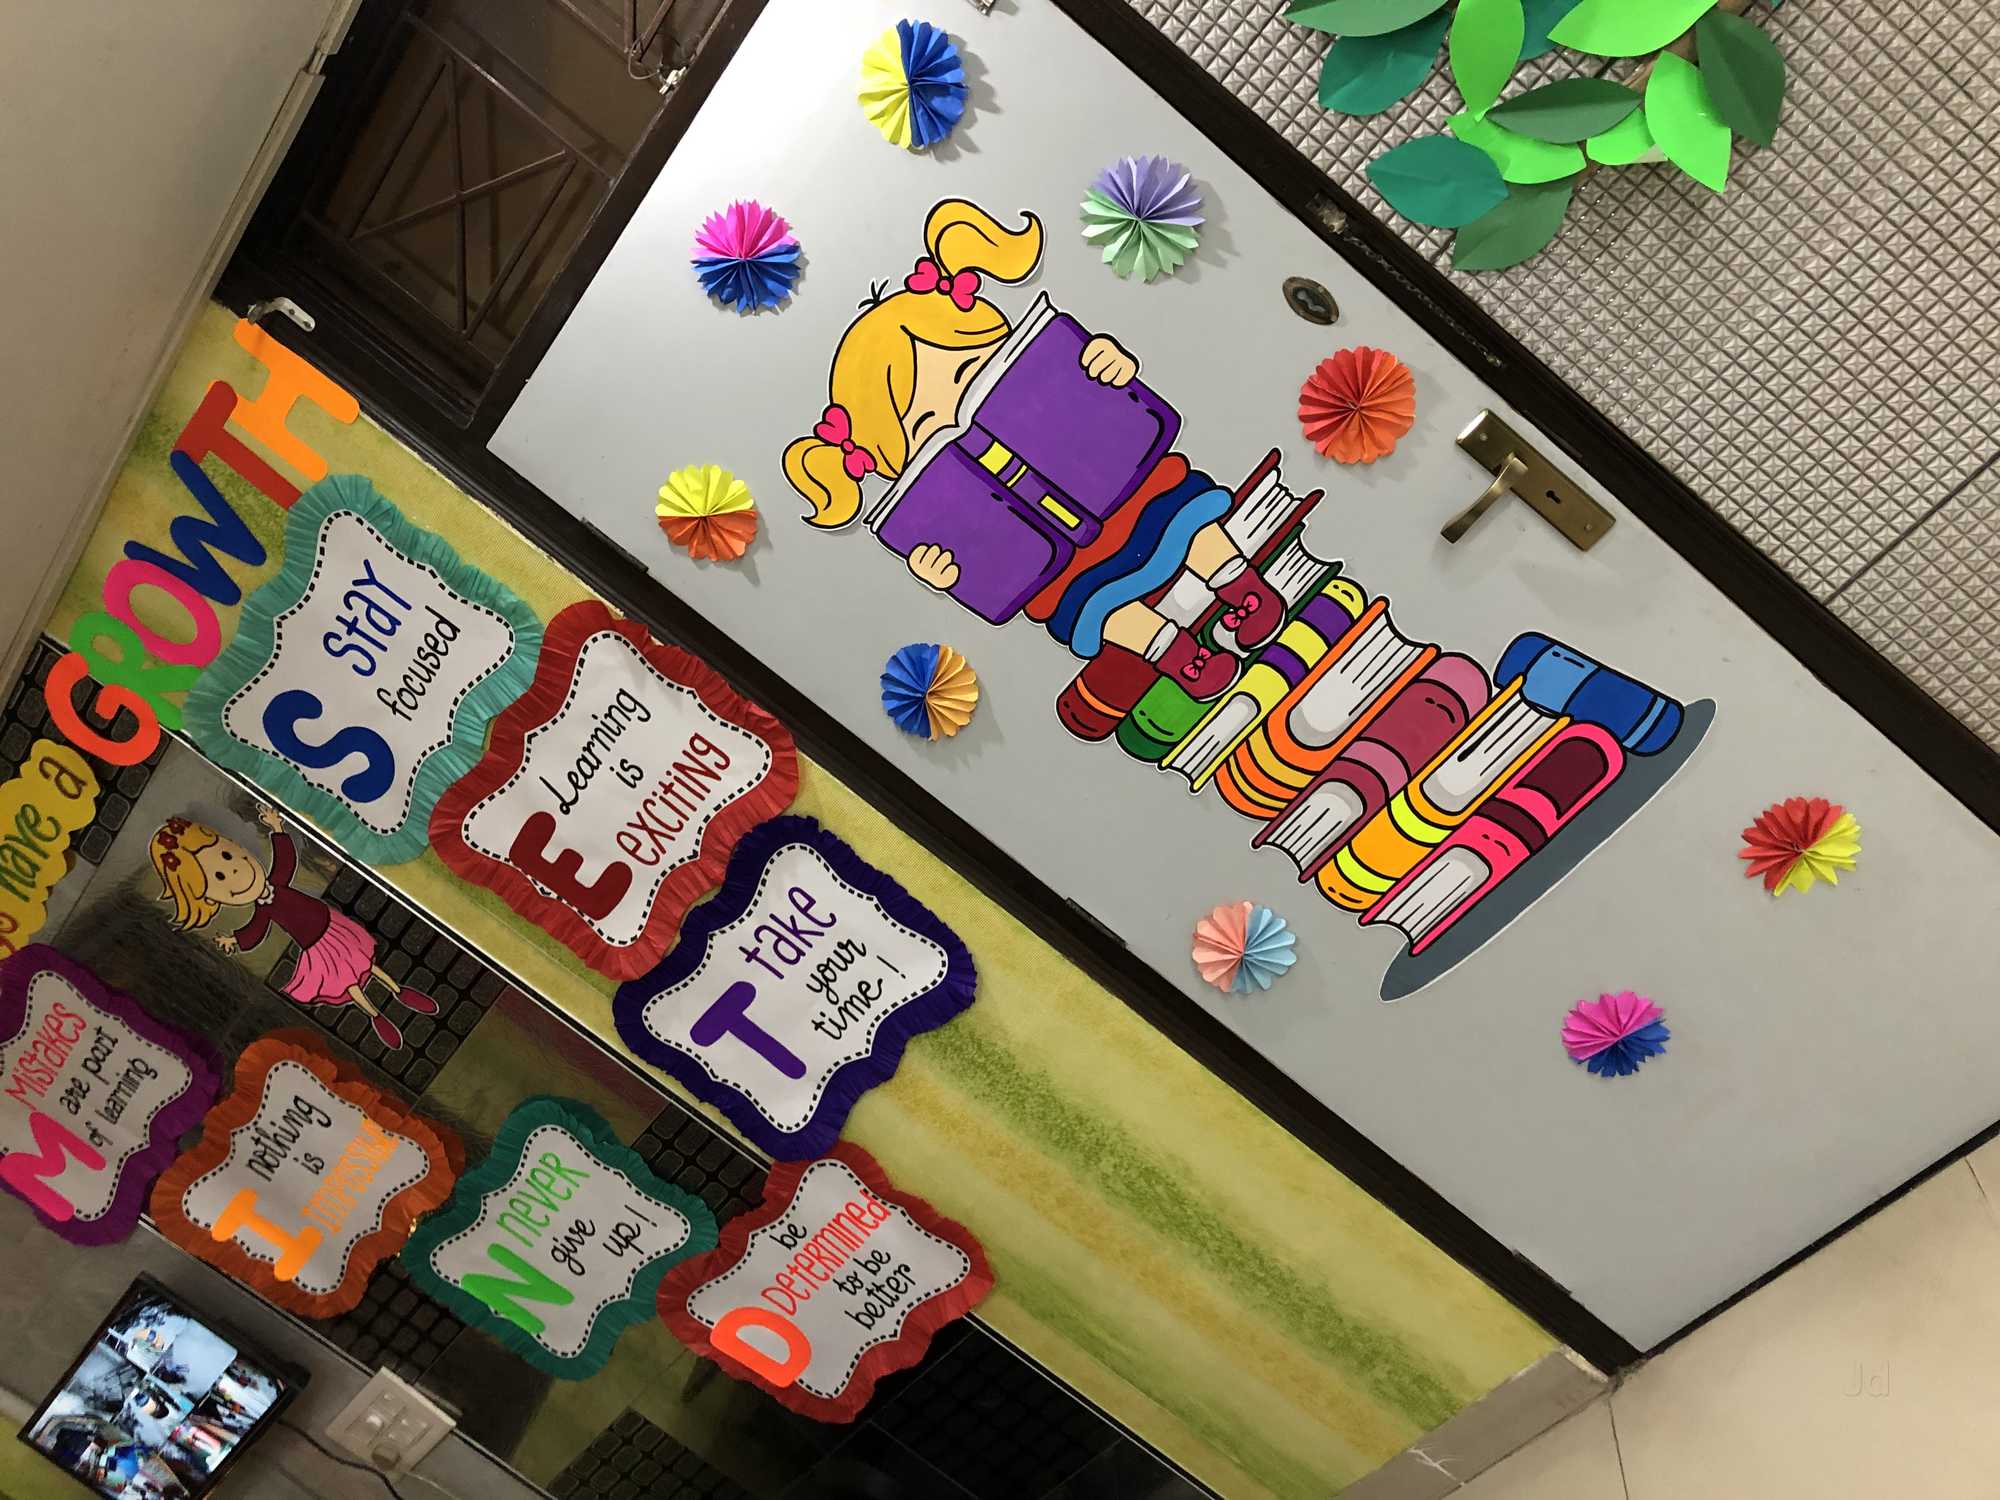 have a
GROWTH
M Mistakes
are part
of learning
I nothing
is
impossible
N never
give
up!
D be
Determined
to be
better
S Stay
focused
E Learning
is
exciting
T take
your
time!